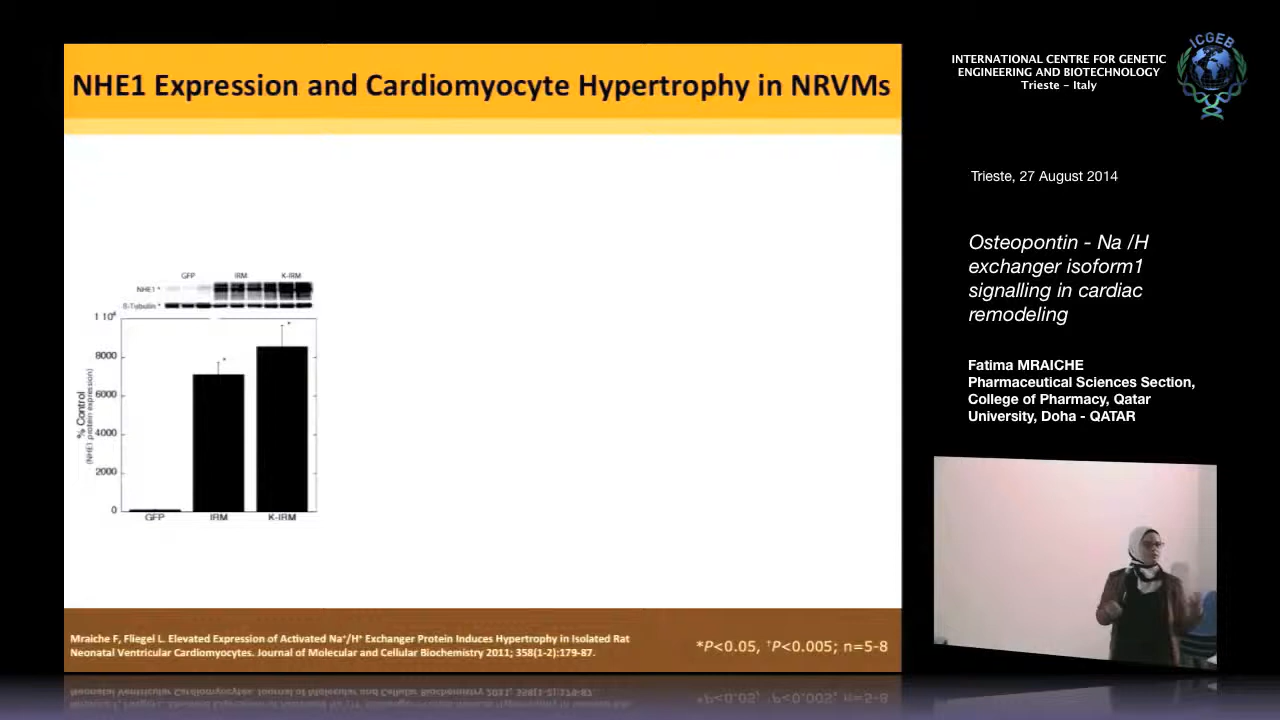 NHE1 Expression and Cardiomyocyte Hypertrophy in NRVMs
GFP IRM K-IRM
NHE1 *
ß-Tubulin *
1 10⁴
8000
6000
4000
2000
0
% Control
(NHE1 protein expression)
*
*
GFP IRM K-IRM
Mraiche F, Fliegel L. Elevated Expression of Activated Na⁺/H⁺ Exchanger Protein Induces Hypertrophy in Isolated Rat
Neonatal Ventricular Cardiomyocytes. Journal of Molecular and Cellular Biochemistry 2011; 358(1-2):179-87.
*P<0.05, †P<0.005; n=5-8
ICGEB
INTERNATIONAL CENTRE FOR GENETIC
ENGINEERING AND BIOTECHNOLOGY
Trieste - Italy
Trieste, 27 August 2014
Osteopontin - Na /H
exchanger isoform1
signalling in cardiac
remodeling
Fatima MRAICHE
Pharmaceutical Sciences Section,
College of Pharmacy, Qatar
University, Doha - QATAR